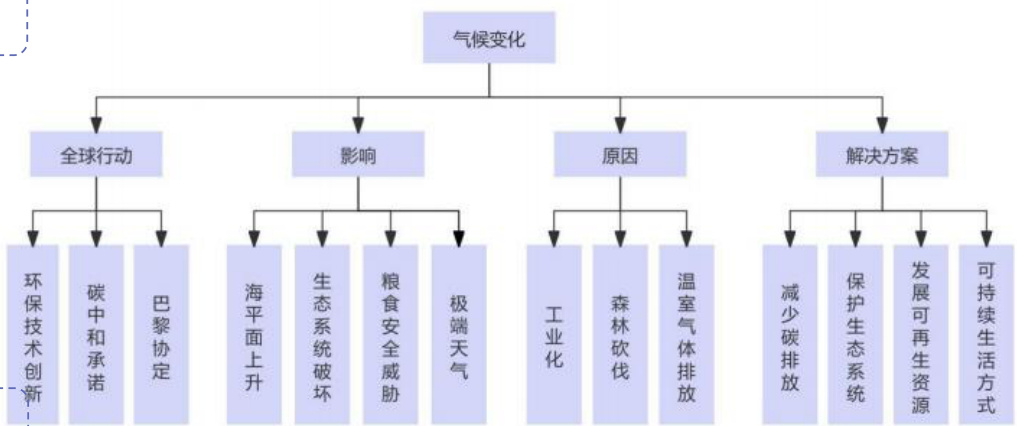 气候变化
全球行动
影响
原因
解决方案
环保技术创新
碳中和承诺
巴黎协定
海平面上升
生态系统破坏
粮食安全威胁
极端天气
工业化
森林砍伐
温室气体排放
减少碳排放
保护生态系统
发展可再生资源
可持续生活方式